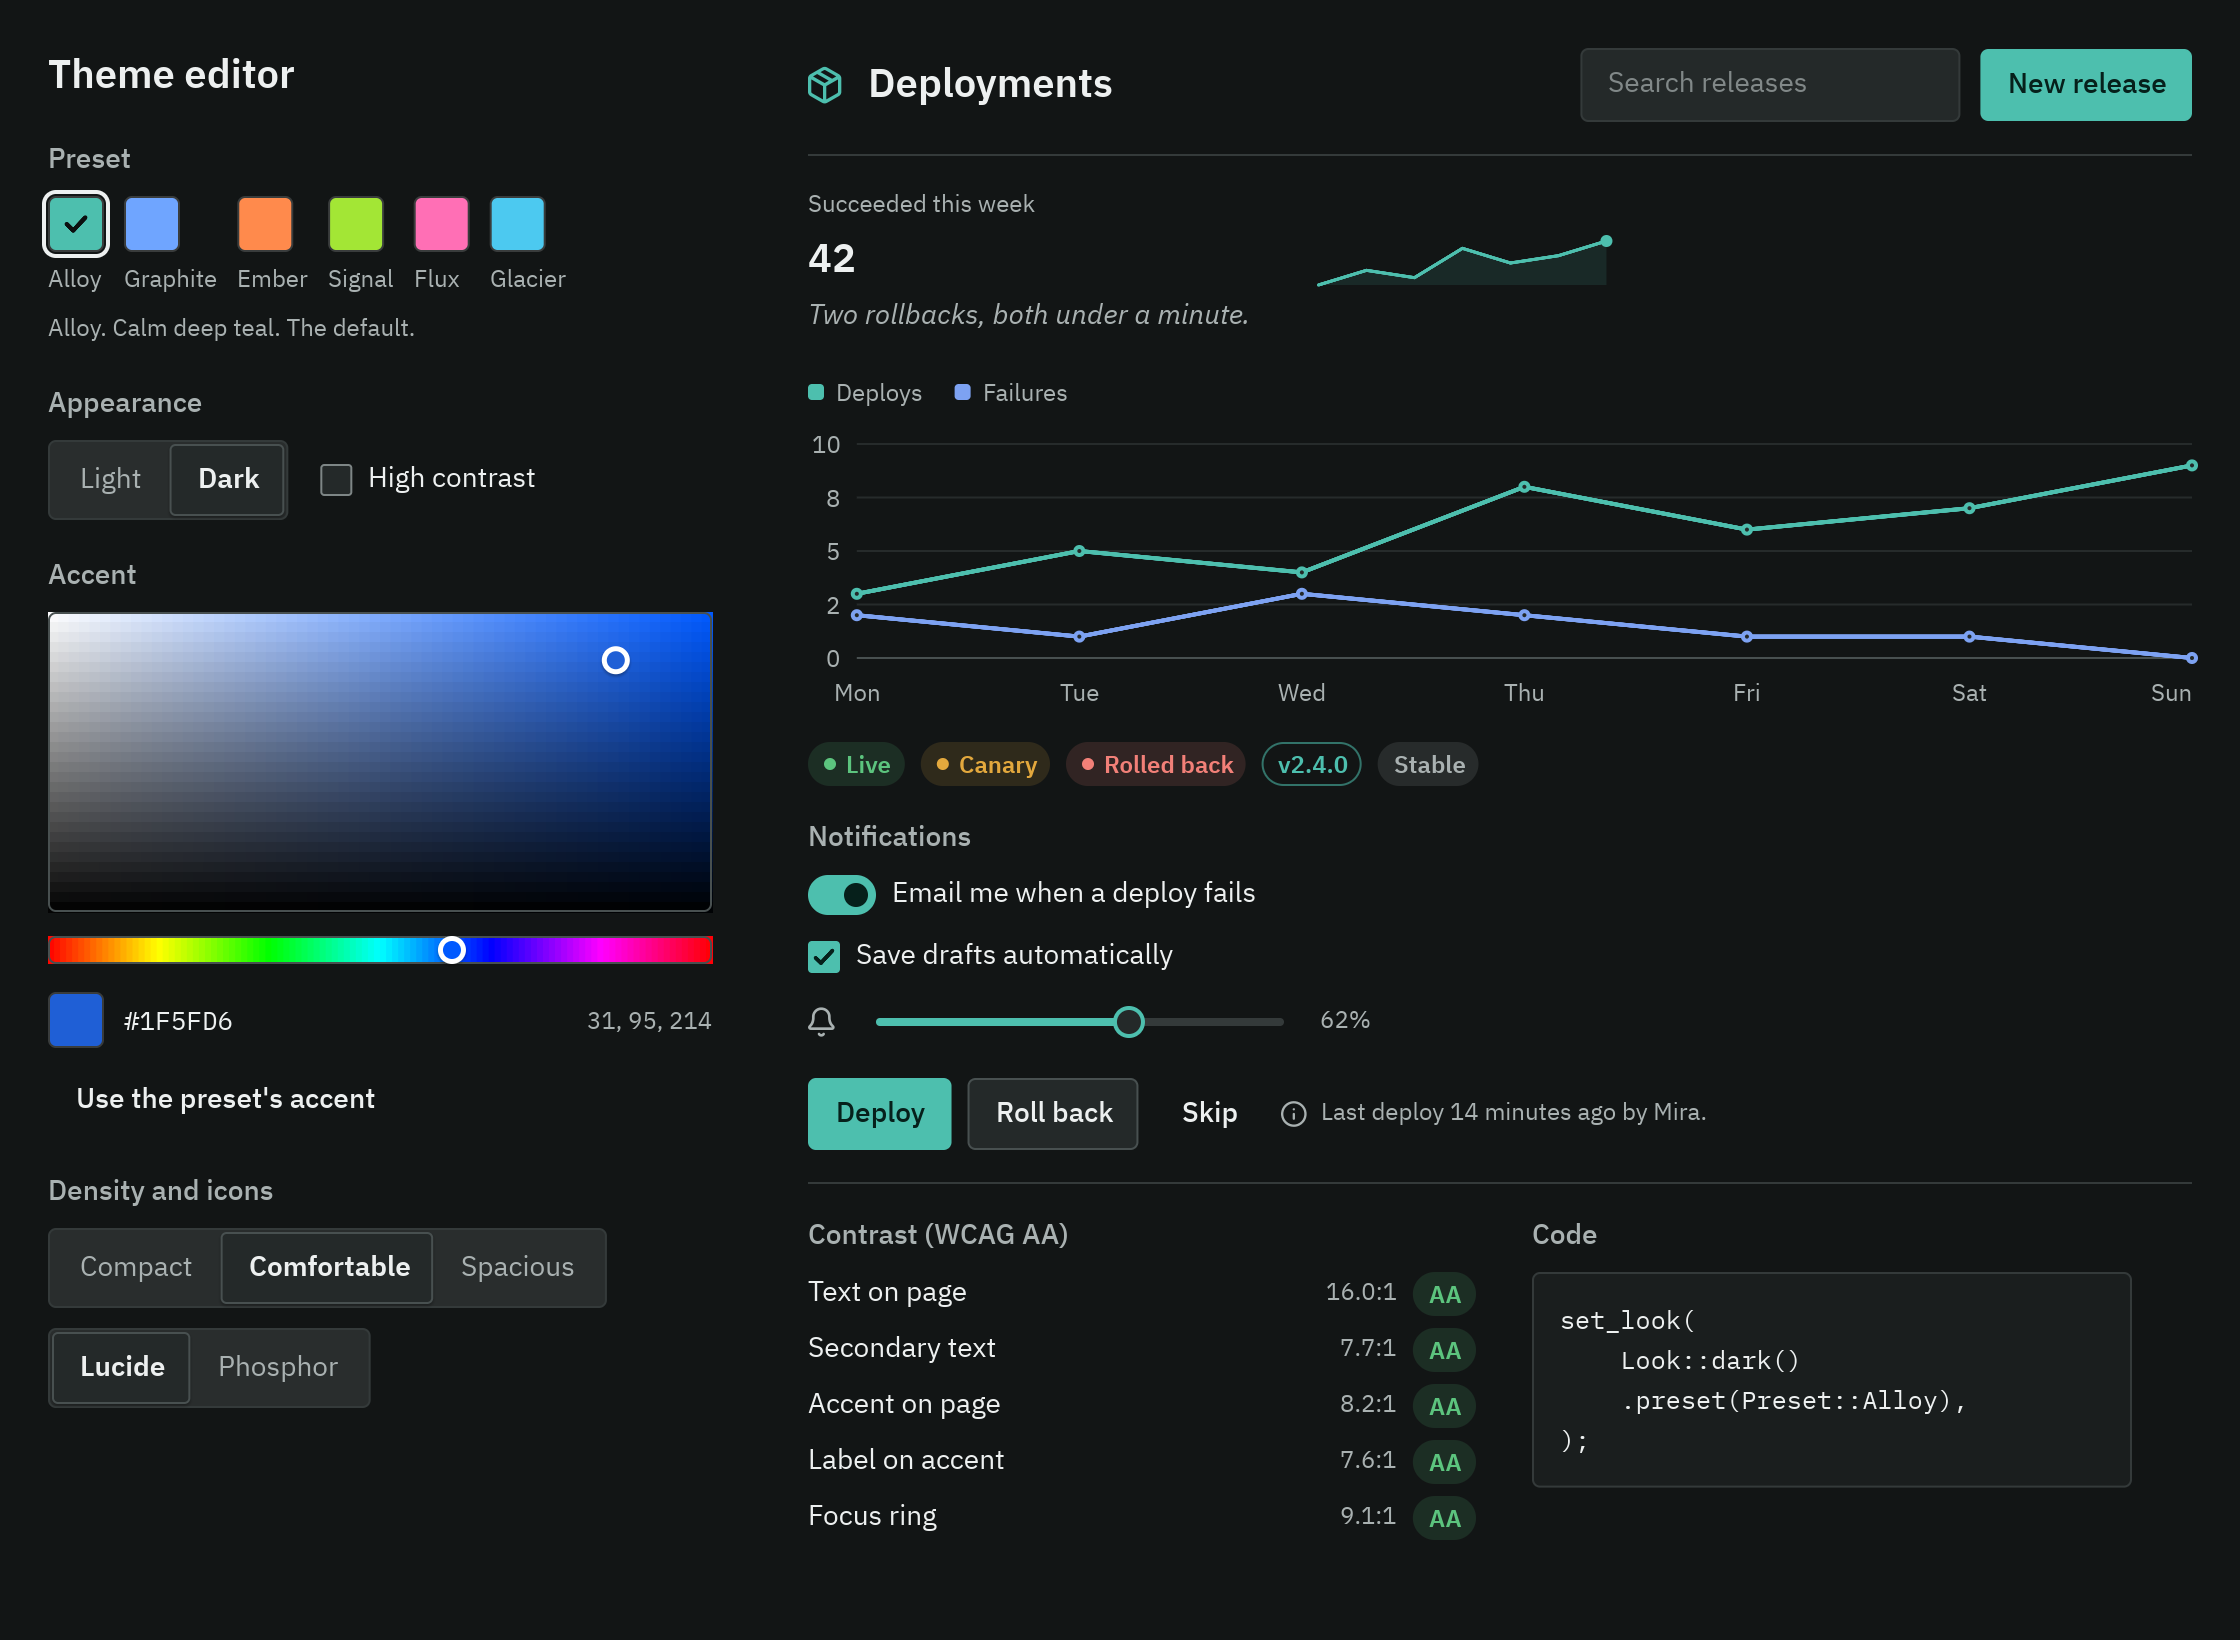 Theme editor
Preset
Alloy Graphite Ember Signal Flux Glacier
Alloy. Calm deep teal. The default.
Appearance
Light Dark High contrast
Accent
#1F5FD6 31, 95, 214
Use the preset's accent
Density and icons
Compact Comfortable Spacious
Lucide Phosphor
Deployments
Search releases
New release
Succeeded this week
42
Two rollbacks, both under a minute.
Deploys Failures
10
8
5
2
0
Mon Tue Wed Thu Fri Sat Sun
Live Canary Rolled back v2.4.0 Stable
Notifications
Email me when a deploy fails
Save drafts automatically
62%
Deploy Roll back Skip Last deploy 14 minutes ago by Mira.
Contrast (WCAG AA)
Text on page 16.0:1 AA
Secondary text 7.7:1 AA
Accent on page 8.2:1 AA
Label on accent 7.6:1 AA
Focus ring 9.1:1 AA
Code
set_look(
    Look::dark()
    .preset(Preset::Alloy),
);